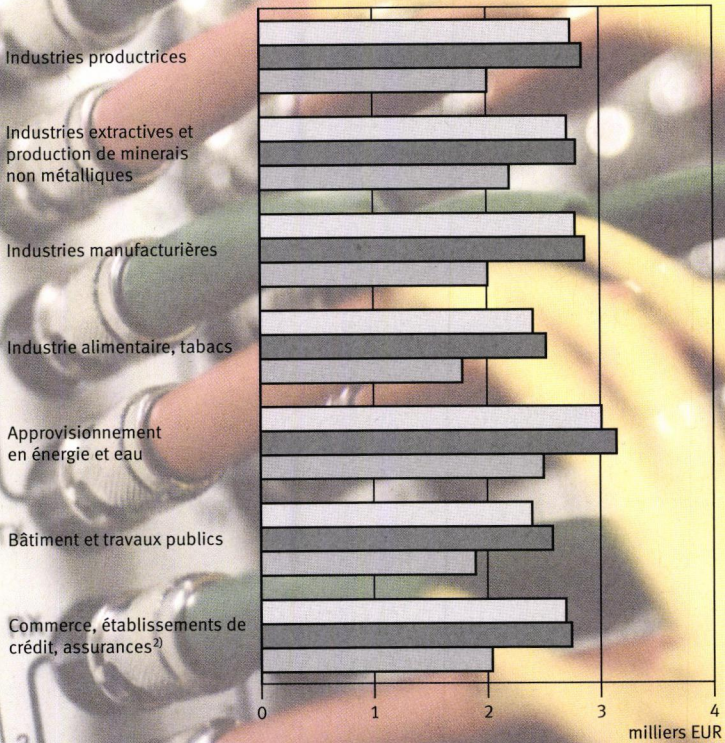 Industries productrices
Industries extractives et
production de minerais
non métalliques
Industries manufacturières
Industrie alimentaire, tabacs
Approvisionnement
en énergie et eau
Bâtiment et travaux publics
Commerce, établissements de
crédit, assurances²⁾
0 1 2 3 4
milliers EUR